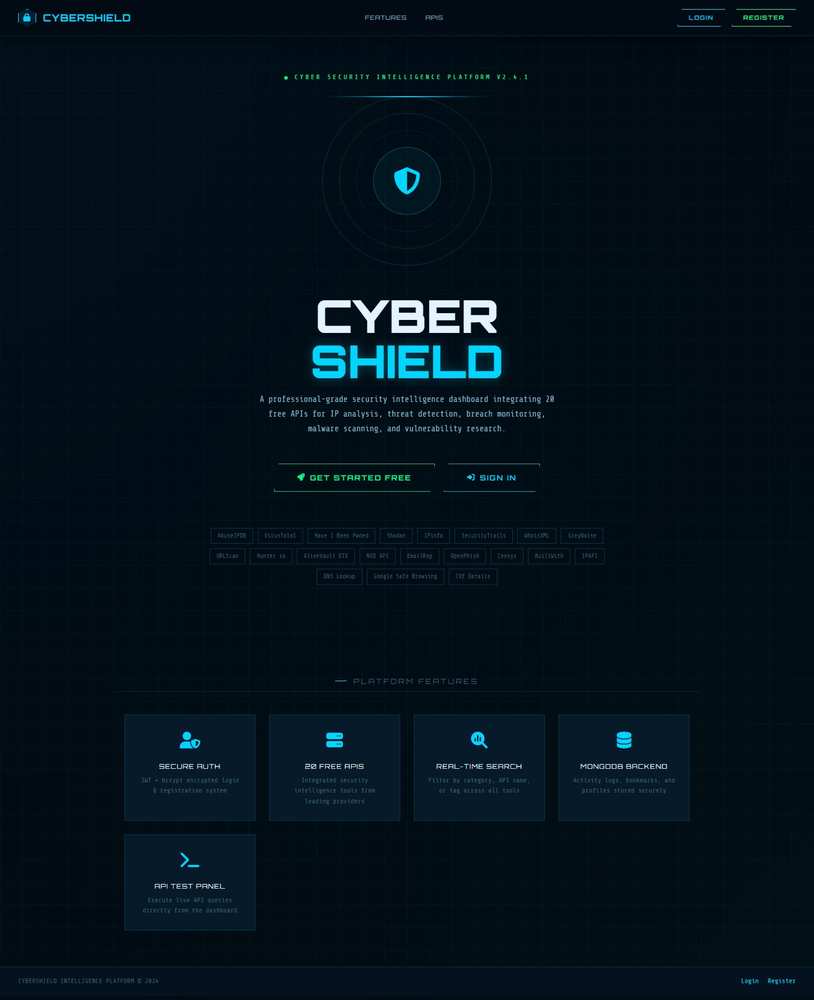 CYBERSHIELD
FEATURES
APIS
LOGIN
REGISTER
● CYBER SECURITY INTELLIGENCE PLATFORM V2.4.1
CYBER
SHIELD
A professional-grade security intelligence dashboard integrating 20
free APIs for IP analysis, threat detection, breach monitoring,
malware scanning, and vulnerability research.
GET STARTED FREE
SIGN IN
AbuseIPDB VirusTotal Have I Been Pwned Shodan IPinfo SecurityTrails WhoisXML GreyNoise
URLScan Hunter.io AlienVault OTX NVD API EmailRep OpenPhish Censys BuiltWith IPAPI
DNS Lookup Google Safe Browsing CVE Details
PLATFORM FEATURES
SECURE AUTH
JWT + bcrypt encrypted login
& registration system
20 FREE APIS
Integrated security
intelligence tools from
leading providers
REAL-TIME SEARCH
Filter by category, API name,
or tag across all tools
MONGODB BACKEND
Activity logs, bookmarks, and
profiles stored securely
API TEST PANEL
Execute live API queries
directly from the dashboard
CYBERSHIELD INTELLIGENCE PLATFORM © 2024
Login Register